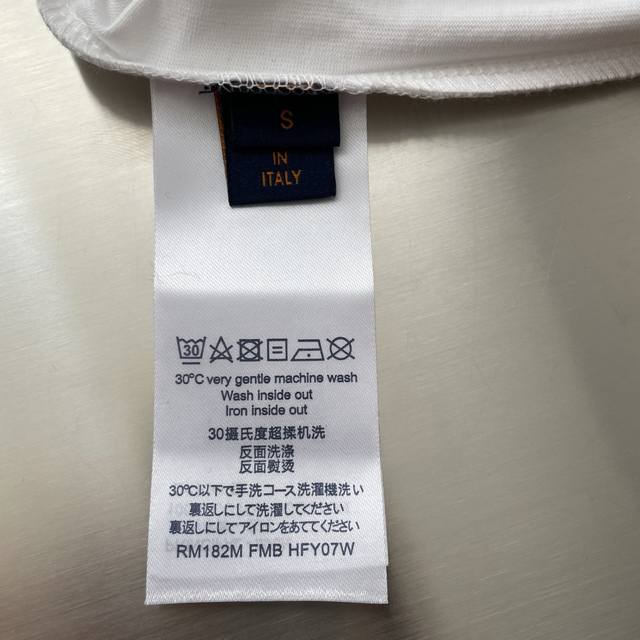 S
IN
ITALY
30
30°C very gentle machine wash
Wash inside out
Iron inside out
30摄氏度超揉机洗
反面洗涤
反面熨烫
30℃以下で手洗コース洗濯機洗い
裏返しにして洗濯してください
裏返しにしてアイロンをあててください
RM182M FMB HFY07W